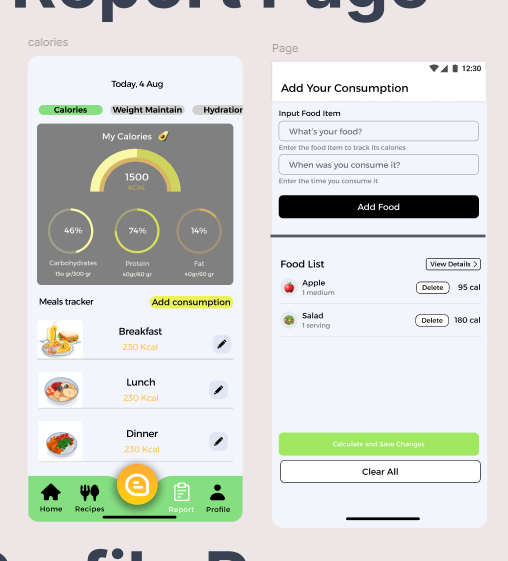 Report Page
calories
Today, 4 Aug
Calories
Weight Maintain
Hydration
My Calories
1500
KCAL
46%
74%
14%
Carbohydrates
Protein
Fat
15o gr/300 gr
40gr/60 gr
40gr/60 gr
Meals tracker
Add consumption
Breakfast
230 Kcal
Lunch
230 Kcal
Dinner
230 Kcal
Home
Recipes
Report
Profile
Page
12:30
Add Your Consumption
Input Food Item
What's your food?
Enter the food item to track its calories
When was you consume it?
Enter the time you consume it
Add Food
Food List
View Details >
Apple
1 medium
Delete
95 cal
Salad
1 serving
Delete
180 cal
Calculate and Save Changes
Clear All